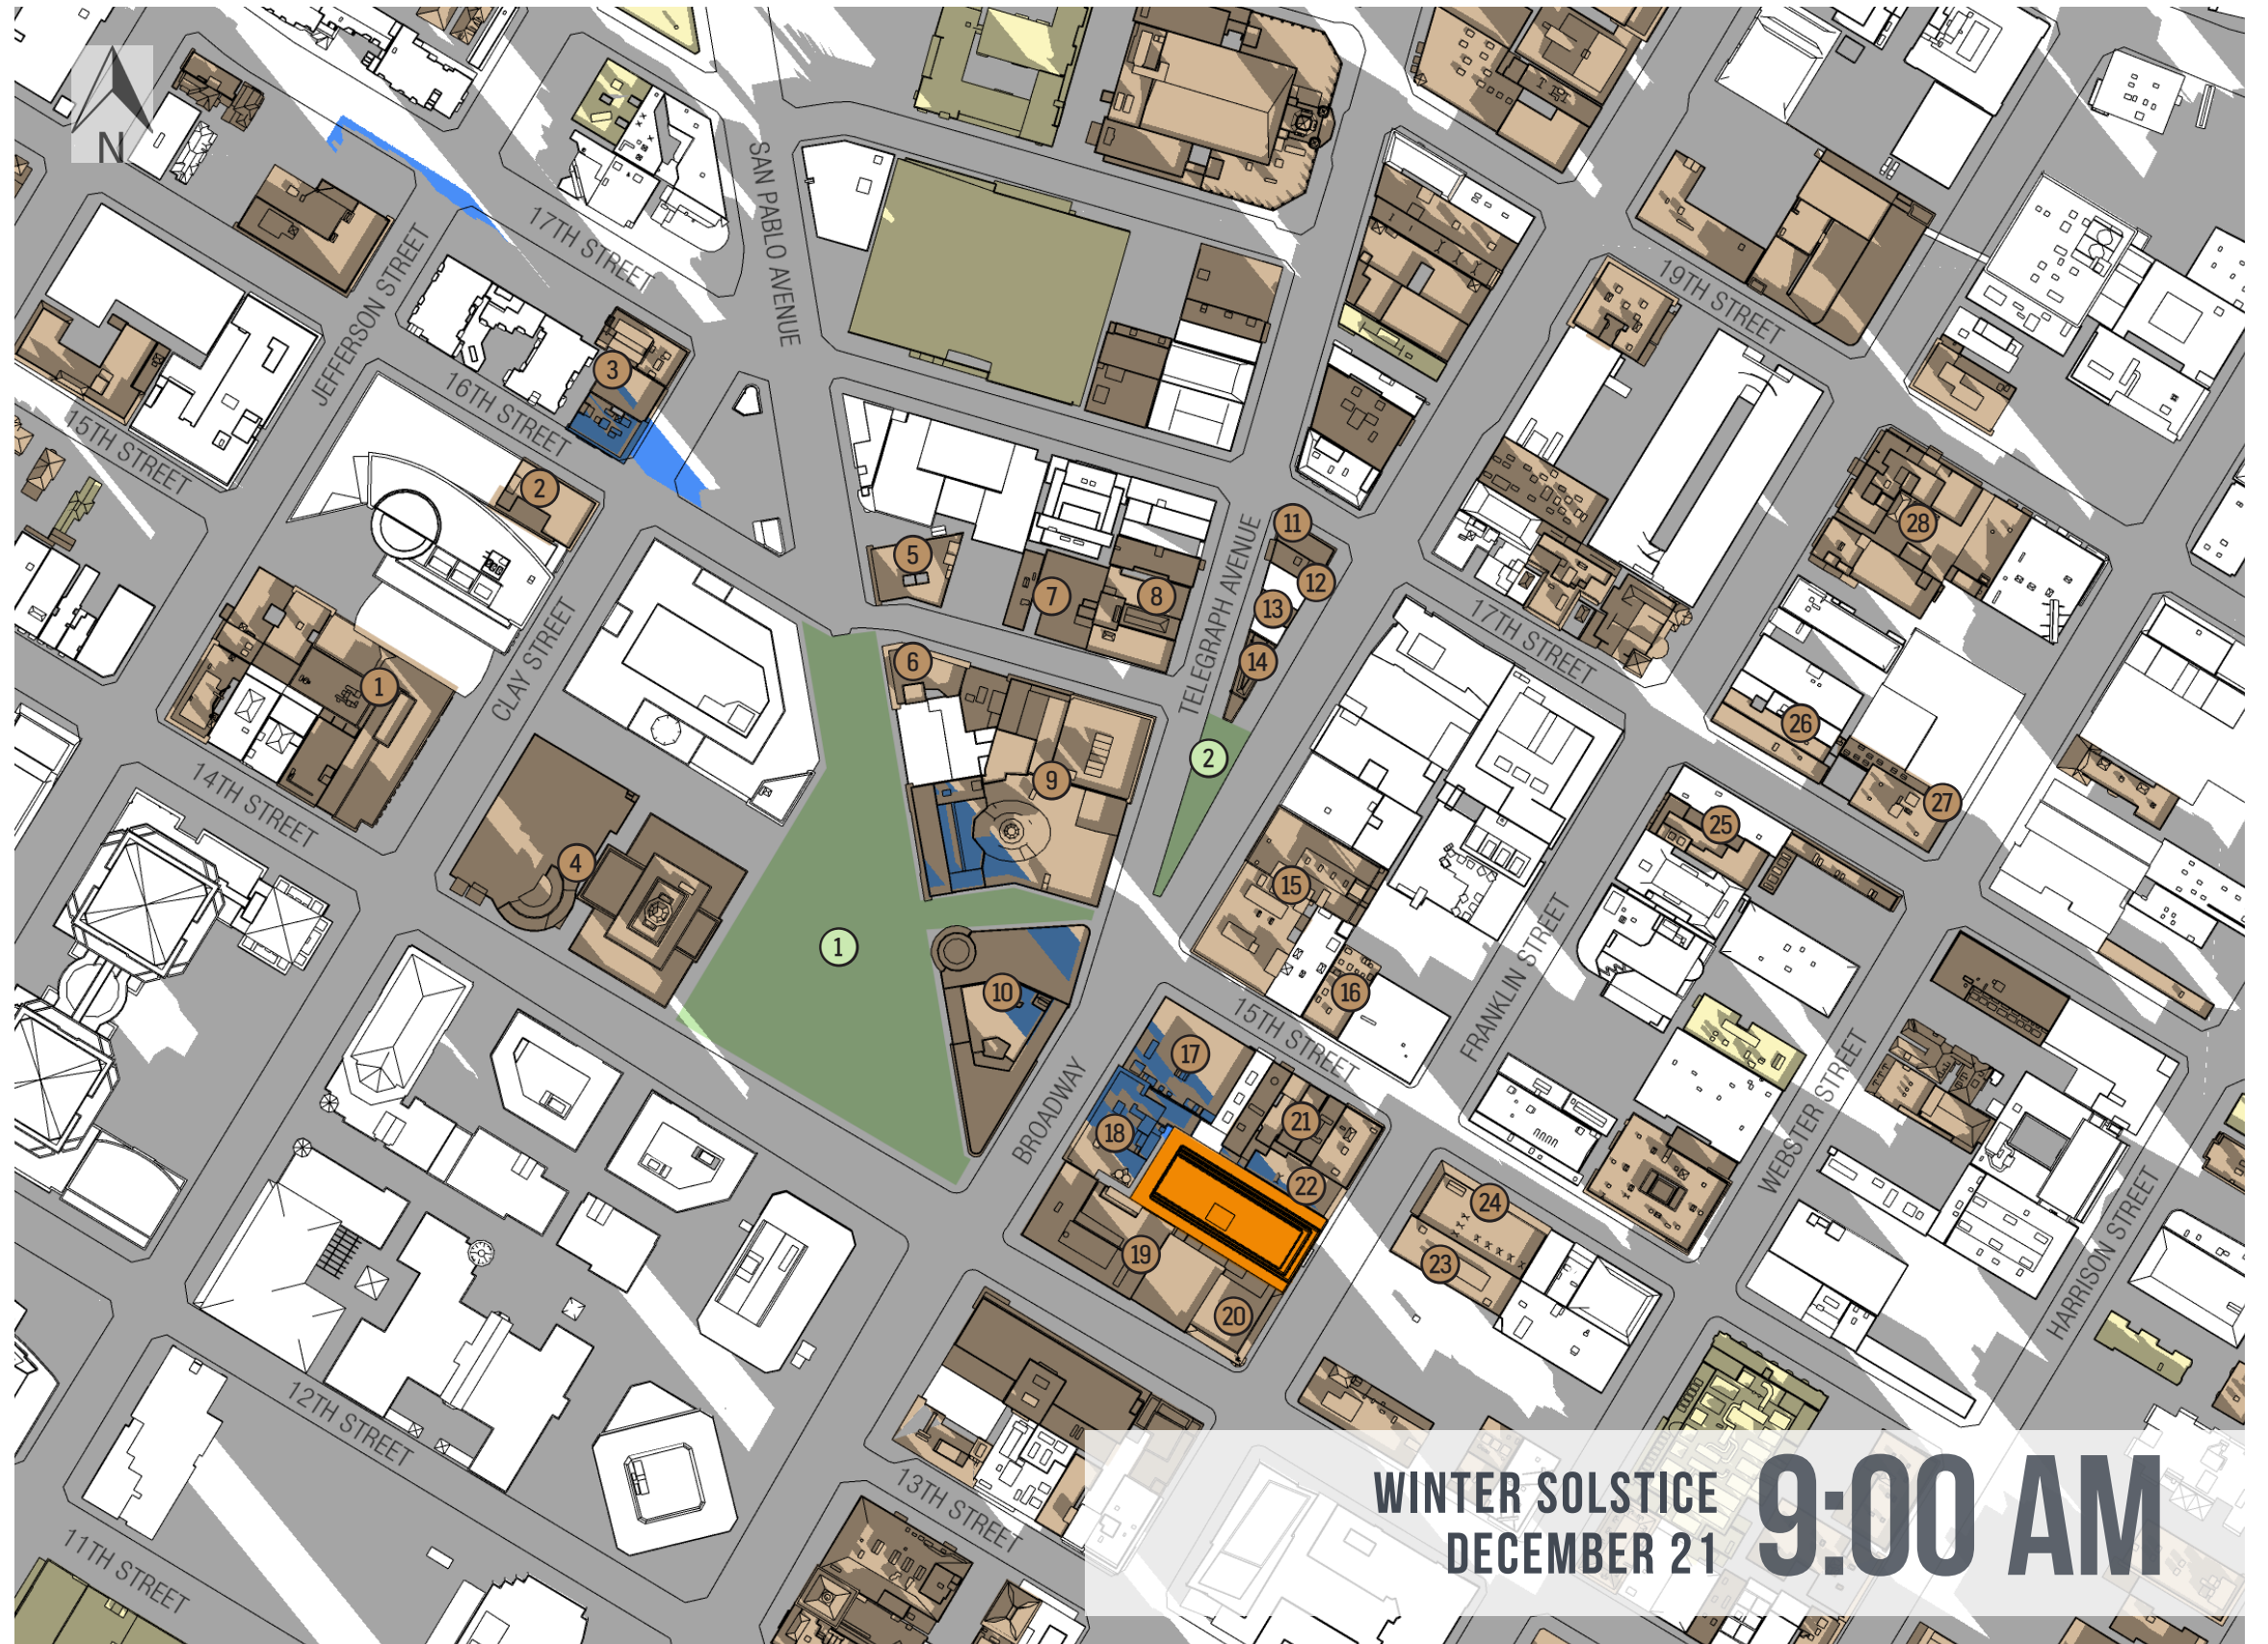 N
SAN PABLO AVENUE
17TH STREET
JEFFERSON STREET
19TH STREET
3
16TH STREET
15TH STREET
2
28
11
TELEGRAPH AVENUE
5
12
7
8
13
17TH STREET
CLAY STREET
6
14
1
26
2
9
27
14TH STREET
25
4
15
1
FRANKLIN STREET
10
16
15TH STREET
17
WEBSTER STREET
BROADWAY
21
18
22
24
HARRISON STREET
19
23
20
12TH STREET
13TH STREET
11TH STREET
WINTER SOLSTICE
DECEMBER 21
9:00 AM